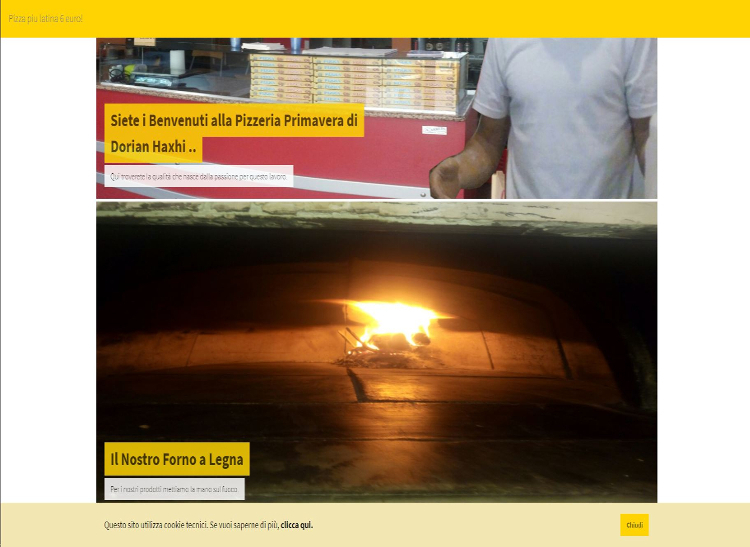 Pizza più latina 6 euro!
Siete i Benvenuti alla Pizzeria Primavera di
Dorian Haxhi ..
Qui troverete la qualità che nasce dalla passione per questo lavoro.
Il Nostro Forno a Legna
Per i nostri prodotti mettiamo la mano sul fuoco.
Questo sito utilizza cookie tecnici. Se vuoi saperne di più, clicca qui.
Chiudi